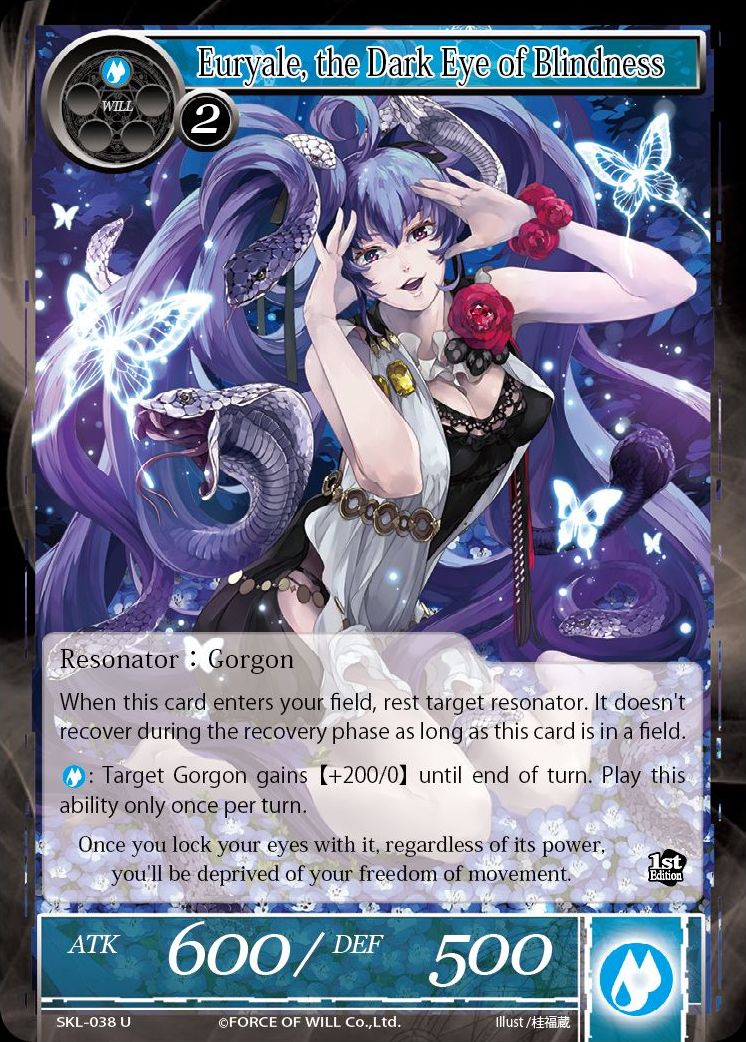 Euryale, the Dark Eye of Blindness
WILL
2
Resonator : Gorgon
When this card enters your field, rest target resonator. It doesn't
recover during the recovery phase as long as this card is in a field.
: Target Gorgon gains 【+200/0】 until end of turn. Play this
ability only once per turn.
Once you lock your eyes with it, regardless of its power,
you'll be deprived of your freedom of movement.
1st
Edition
ATK 600/ DEF 500
SKL-038 U ©FORCE OF WILL Co.,Ltd. Illust /桂福蔵